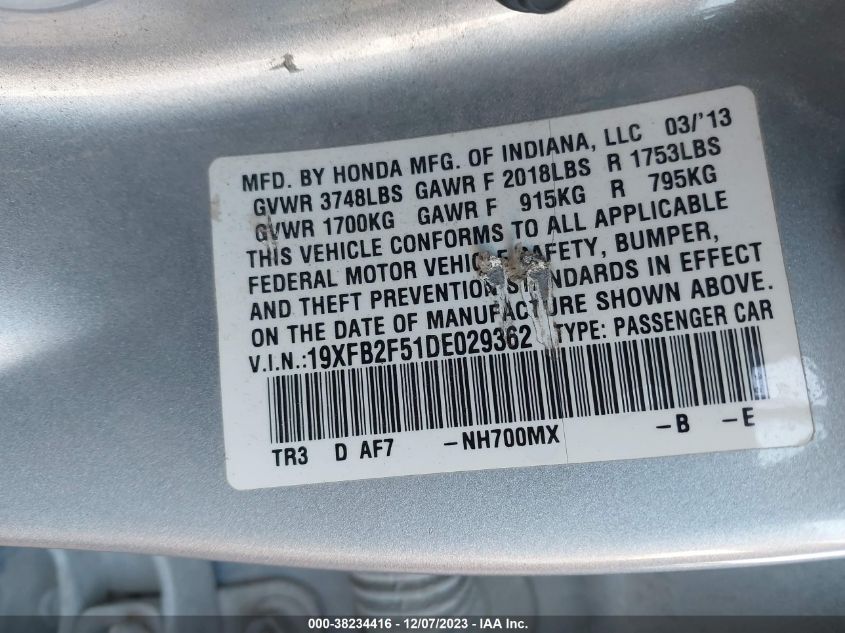 MFD. BY HONDA MFG. OF INDIANA, LLC 03/'13
GVWR 3748LBS GAWR F 2018LBS R 1753LBS
GVWR 1700KG GAWR F 915KG R 795KG
THIS VEHICLE CONFORMS TO ALL APPLICABLE
FEDERAL MOTOR VEHICLE SAFETY, BUMPER,
AND THEFT PREVENTION STANDARDS IN EFFECT
ON THE DATE OF MANUFACTURE SHOWN ABOVE.
V.I.N.:19XFB2F51DE029362 TYPE: PASSENGER CAR
TR3 D AF7 -NH700MX -B -E
000-38234416 - 12/07/2023 - IAA Inc.